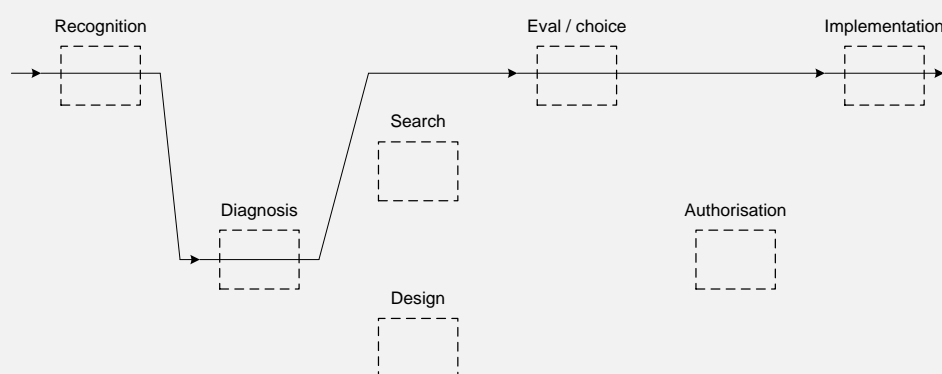 Recognition
Eval / choice
Implementation
Search
Diagnosis
Authorisation
Design